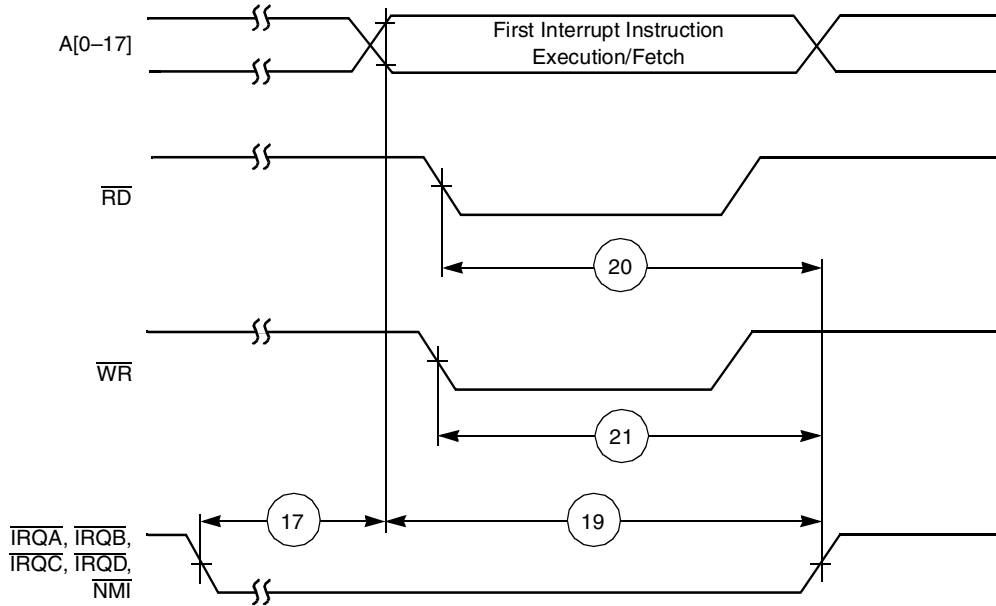 A[0–17]
First Interrupt Instruction
Execution/Fetch
RD
20
WR
21
17
19
IRQA, IRQB,
IRQC, IRQD,
NMI